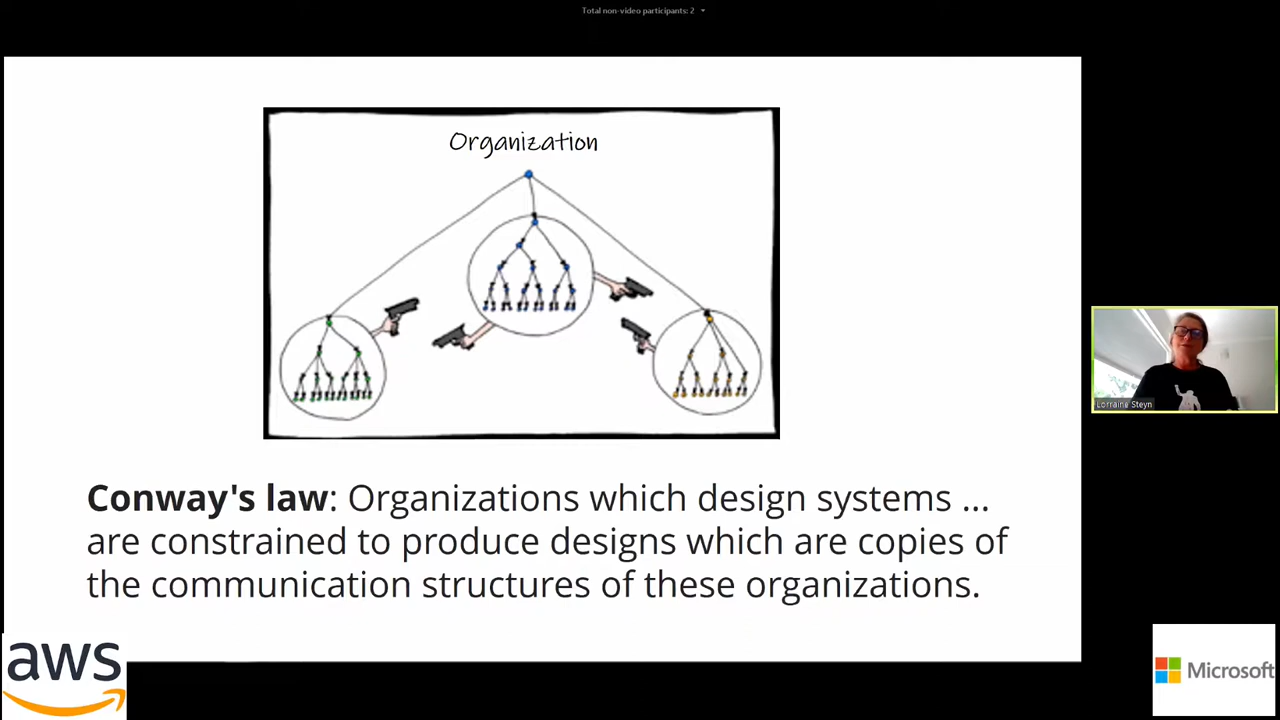 Total non-video participants: 2
Organization
Lorraine Steyn
Conway's law: Organizations which design systems ...
are constrained to produce designs which are copies of
the communication structures of these organizations.
aws
Microsoft